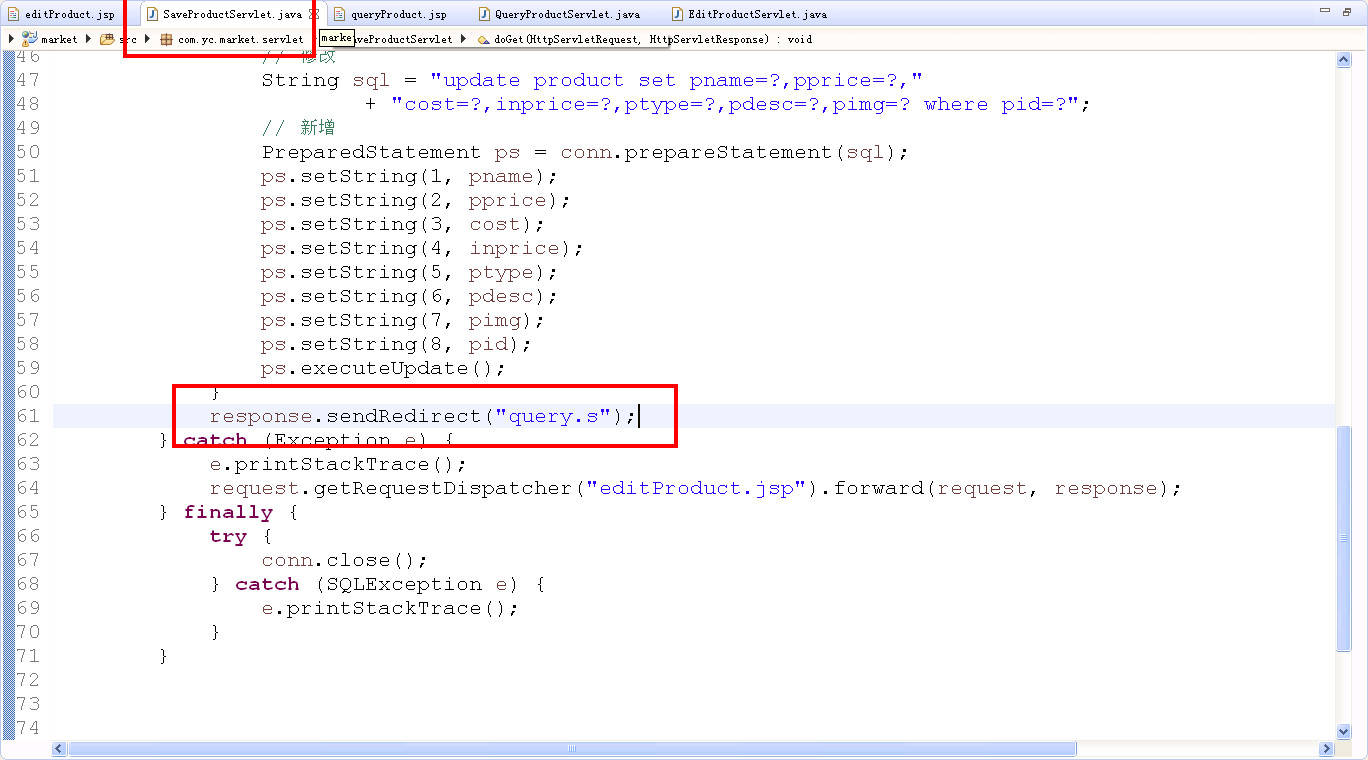 editProduct.jsp SaveProductServlet.java queryProduct.jsp QueryProductServlet.java EditProductServlet.java
market src com.yc.market.servlet marke aveProductServlet doGet(HttpServletRequest, HttpServletResponse) : void
46 // 修改
47 String sql = "update product set pname=?,pprice=?,"
48 + "cost=?,inprice=?,ptype=?,pdesc=?,pimg=? where pid=?";
49 // 新增
50 PreparedStatement ps = conn.prepareStatement(sql);
51 ps.setString(1, pname);
52 ps.setString(2, pprice);
53 ps.setString(3, cost);
54 ps.setString(4, inprice);
55 ps.setString(5, ptype);
56 ps.setString(6, pdesc);
57 ps.setString(7, pimg);
58 ps.setString(8, pid);
59 ps.executeUpdate();
60 }
61 response.sendRedirect("query.s");
62 } catch (Exception e) {
63 e.printStackTrace();
64 request.getRequestDispatcher("editProduct.jsp").forward(request, response);
65 } finally {
66 try {
67 conn.close();
68 } catch (SQLException e) {
69 e.printStackTrace();
70 }
71 }
72
73
74